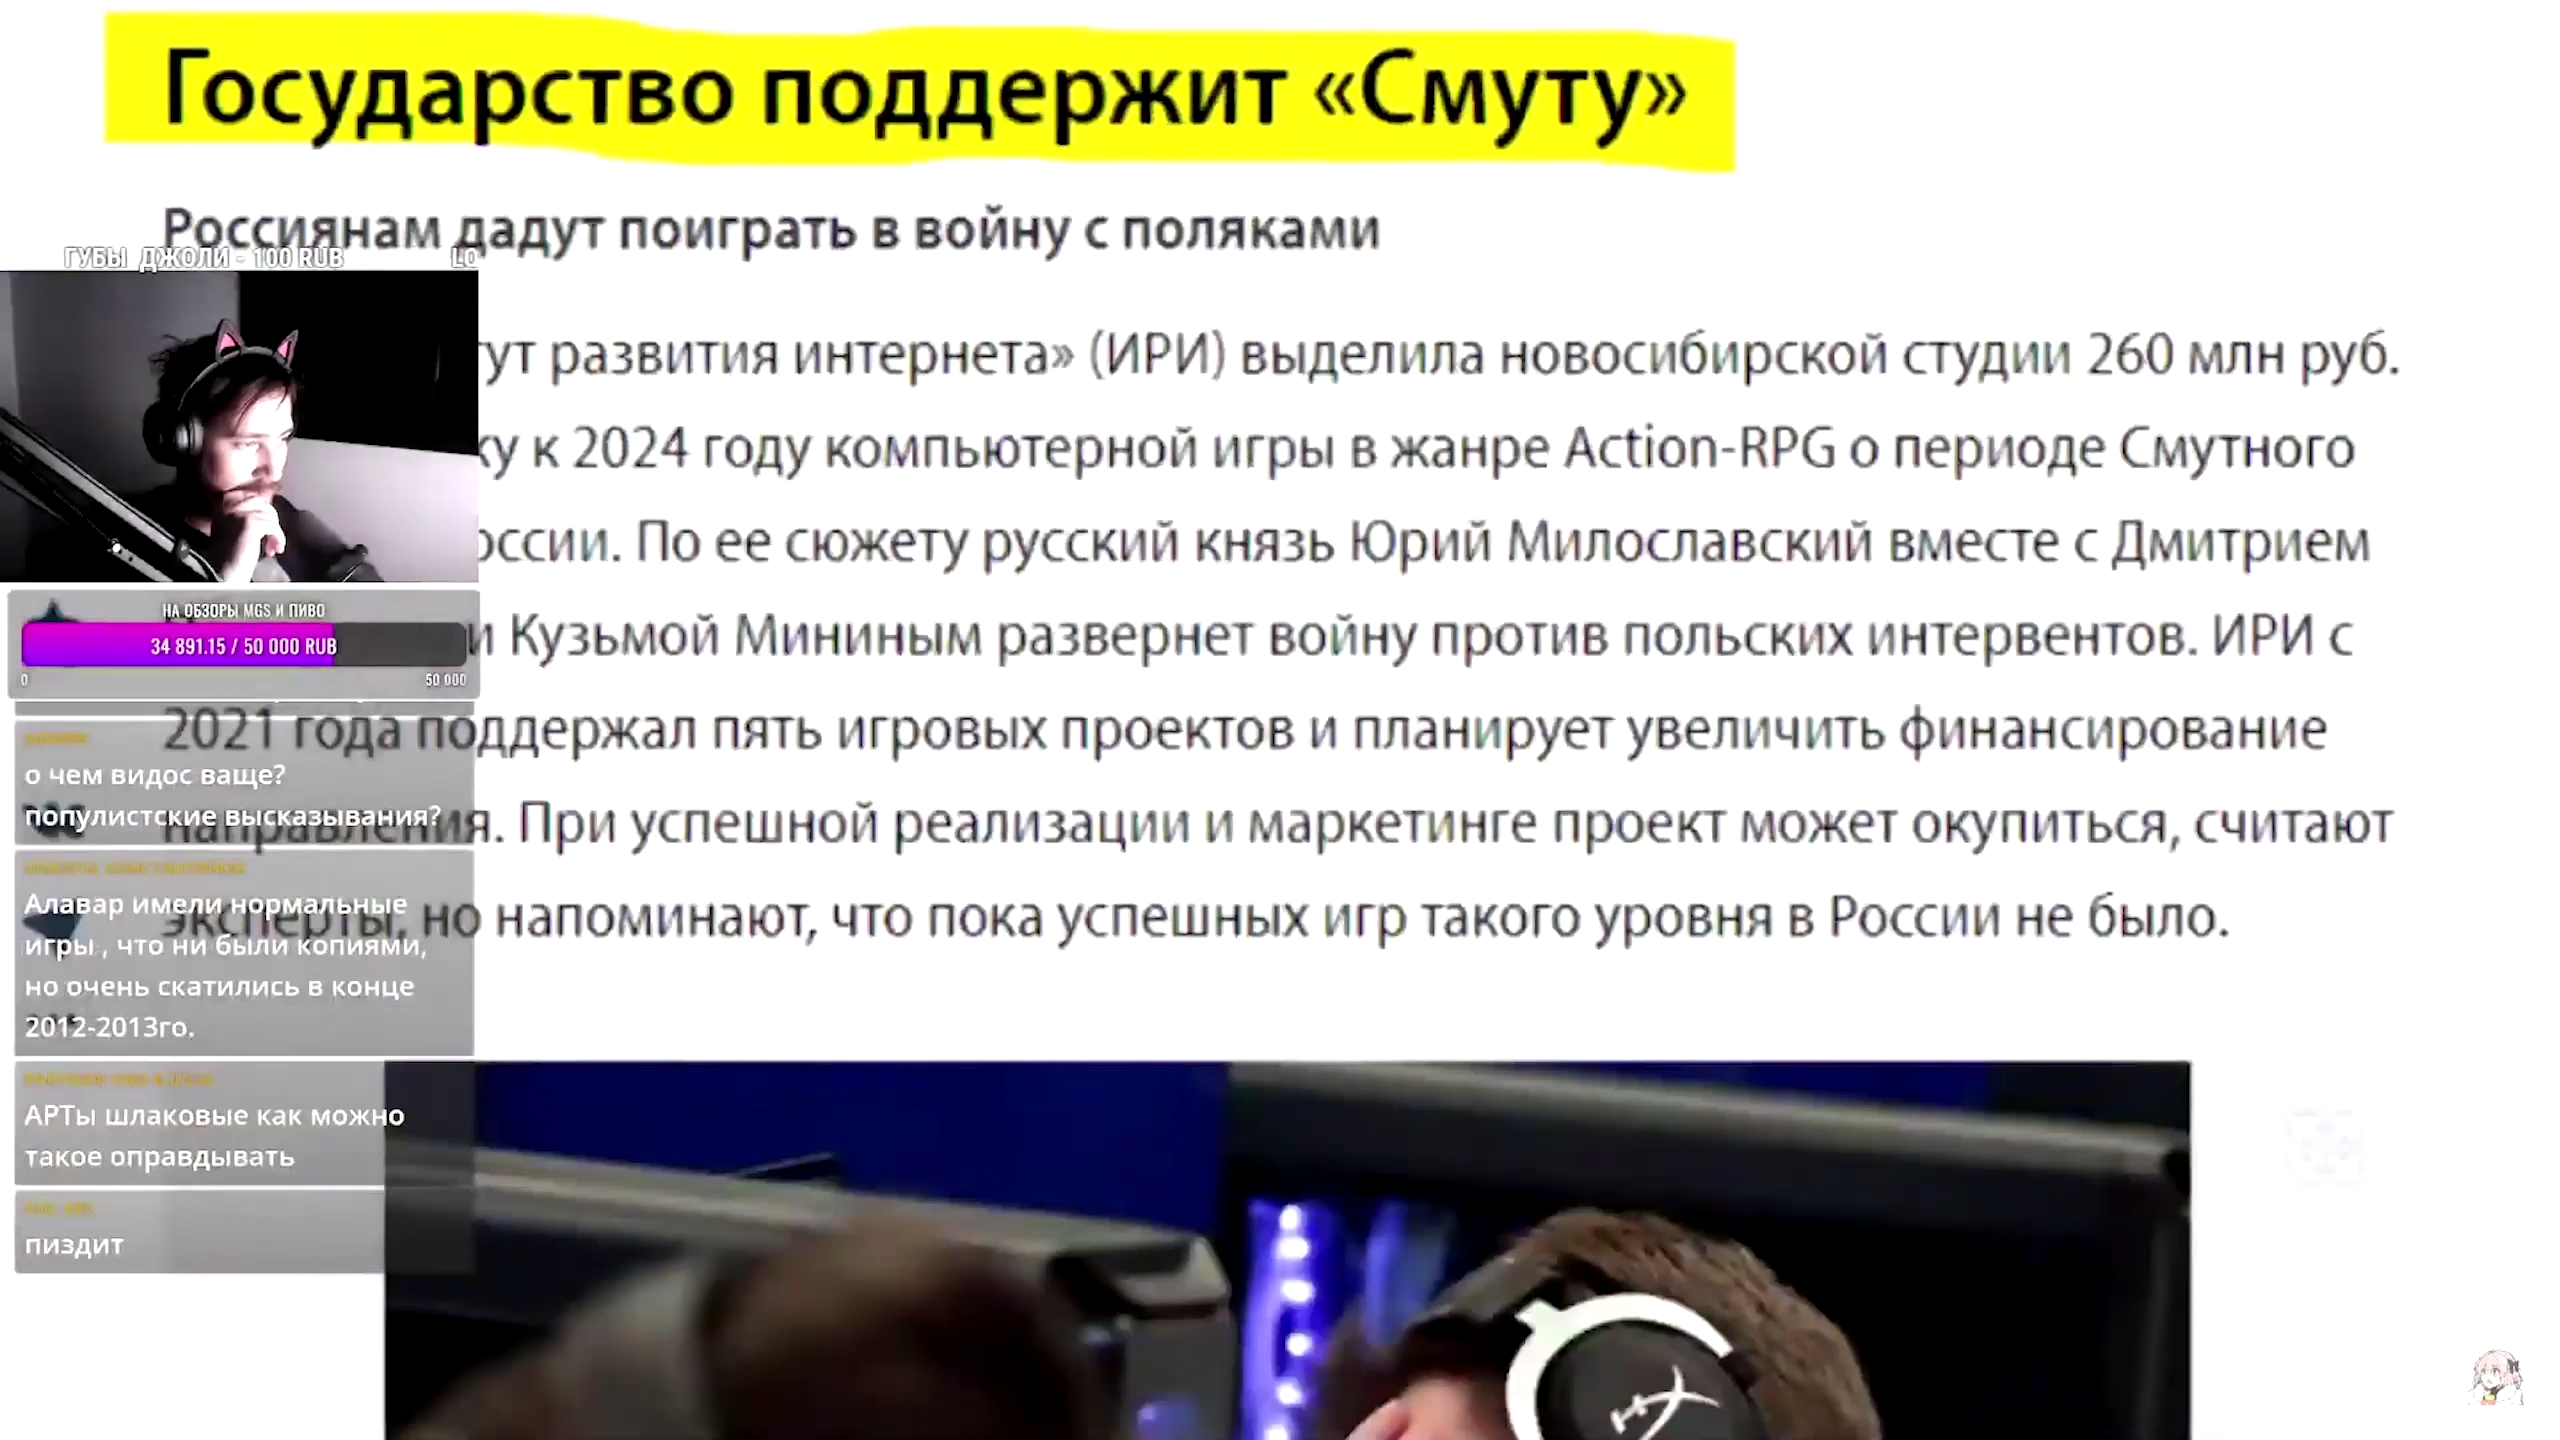 Государство поддержит «Смуту»
Россиянам дадут поиграть в войну с поляками
ГУБЫ ДЖОЛИ - 100 RUB LO
тут развития интернета» (ИРИ) выделила новосибирской студии 260 млн руб.
ку к 2024 году компьютерной игры в жанре Action-RPG о периоде Смутного
оссии. По ее сюжету русский князь Юрий Милославский вместе с Дмитрием
и Кузьмой Мининым развернет войну против польских интервентов. ИРИ с
2021 года поддержал пять игровых проектов и планирует увеличить финансирование
направления. При успешной реализации и маркетинге проект может окупиться, считают
эксперты, но напоминают, что пока успешных игр такого уровня в России не было.
НА ОБЗОРЫ MGS И ПИВО
34 891.15 / 50 000 RUB
0 50 000
о чем видос ваще?
популистские высказывания?
Алавар имели нормальные
игры , что ни были копиями,
но очень скатились в конце
2012-2013го.
АРТы шлаковые как можно
такое оправдывать
пиздит